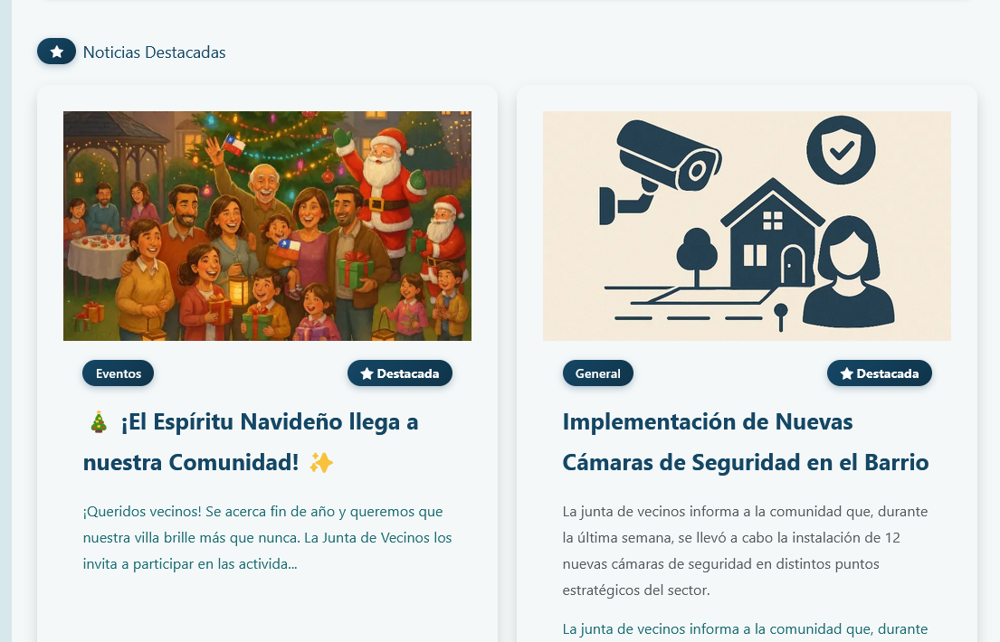 Noticias Destacadas
Eventos
Destacada
¡El Espíritu Navideño llega a
nuestra Comunidad!
¡Queridos vecinos! Se acerca fin de año y queremos que
nuestra villa brille más que nunca. La Junta de Vecinos los
invita a participar en las activida...
General
Destacada
Implementación de Nuevas
Cámaras de Seguridad en el Barrio
La junta de vecinos informa a la comunidad que, durante
la última semana, se llevó a cabo la instalación de 12
nuevas cámaras de seguridad en distintos puntos
estratégicos del sector.
La junta de vecinos informa a la comunidad que, durante